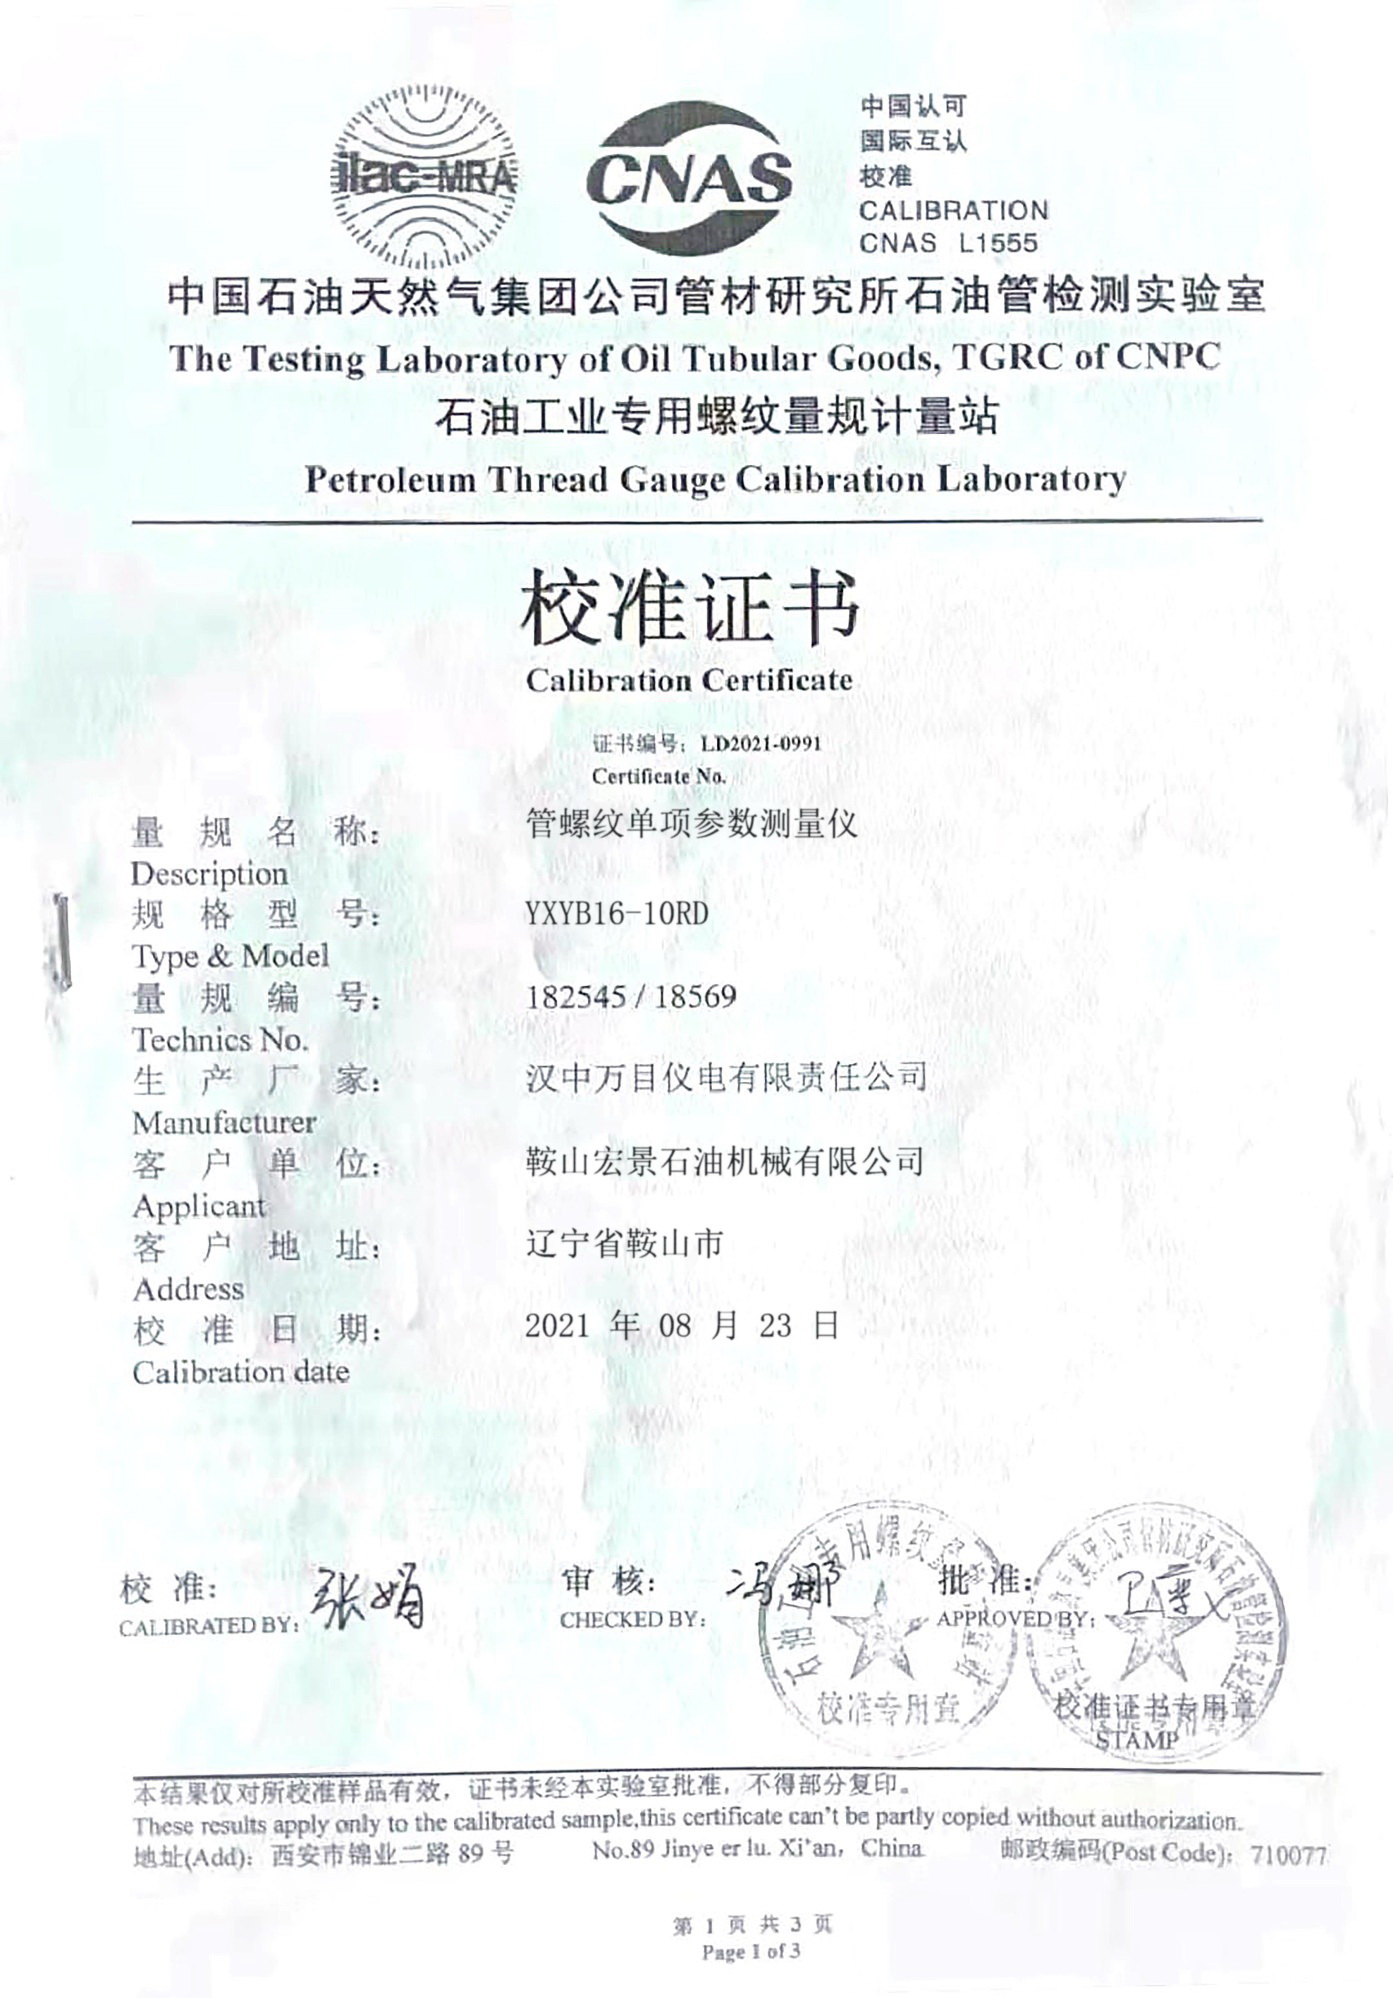 ilac-MRA
CNAS
中国认可
国际互认
校准
CALIBRATION
CNAS L1555
中国石油天然气集团公司管材研究所石油管检测实验室
The Testing Laboratory of Oil Tubular Goods, TGRC of CNPC
石油工业专用螺纹量规计量站
Petroleum Thread Gauge Calibration Laboratory
校准证书
Calibration Certificate
证书编号: LD2021-0991
Certificate No.
量规名称: 管螺纹单项参数测量仪
Description
规格型号: YXYB16-10RD
Type & Model
量规编号: 182545 / 18569
Technics No.
生产厂家: 汉中万目仪电有限责任公司
Manufacturer
客户单位: 鞍山宏景石油机械有限公司
Applicant
客户地址: 辽宁省鞍山市
Address
校准日期: 2021 年 08 月 23 日
Calibration date
校 准: 张娟 审 核: 冯娜 批 准:
CALIBRATED BY: CHECKED BY: APPROVED BY:
校准专用章 校准证书专用章
STAMP
本结果仅对所校准样品有效，证书未经本实验室批准，不得部分复印。
These results apply only to the calibrated sample,this certificate can't be partly copied without authorization.
地址(Add): 西安市锦业二路 89 号 No.89 Jinye er lu. Xi'an, China 邮政编码(Post Code): 710077
第 1 页 共 3 页
Page 1 of 3